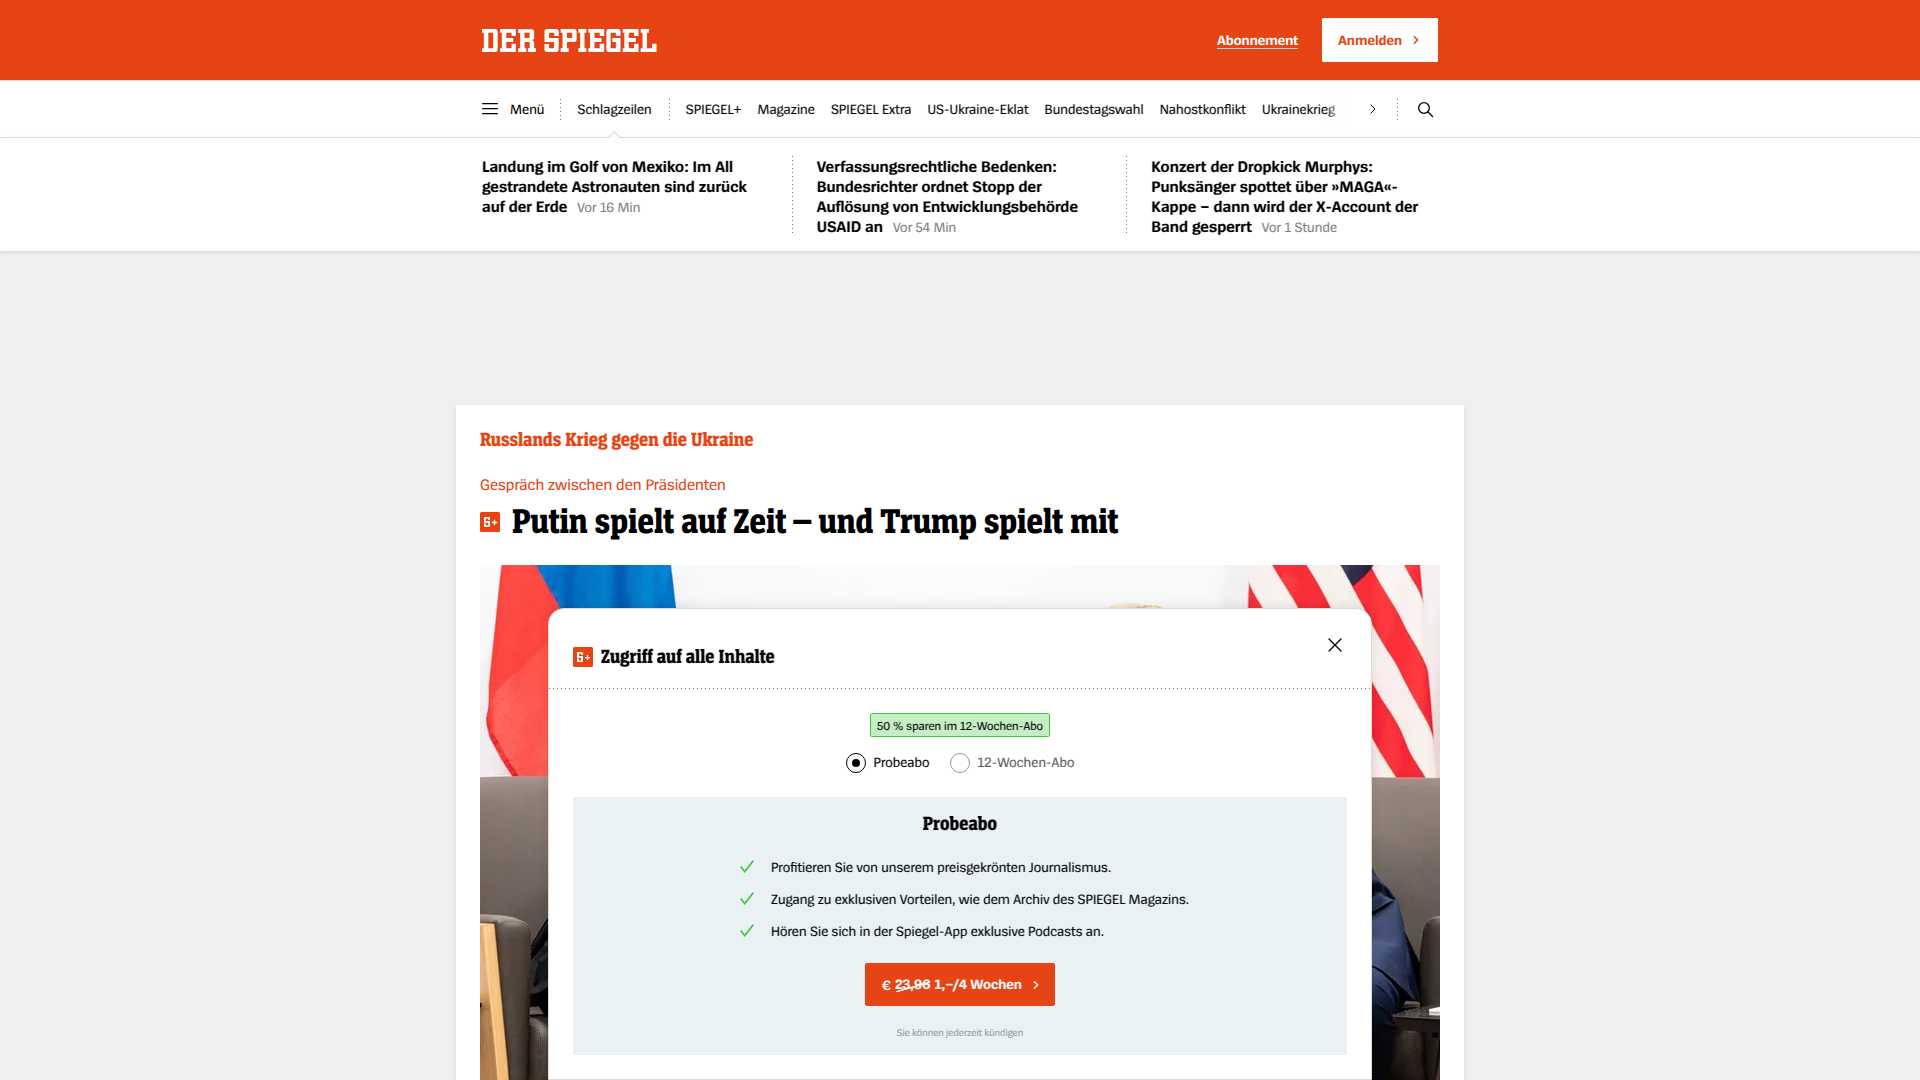 DER SPIEGEL
Abonnement
Anmelden
Menü
Schlagzeilen
SPIEGEL+
Magazine
SPIEGEL Extra
US-Ukraine-Eklat
Bundestagswahl
Nahostkonflikt
Ukrainekrieg
Landung im Golf von Mexiko: Im All
gestrandete Astronauten sind zurück
auf der Erde Vor 16 Min
Verfassungsrechtliche Bedenken:
Bundesrichter ordnet Stopp der
Auflösung von Entwicklungsbehörde
USAID an Vor 54 Min
Konzert der Dropkick Murphys:
Punksänger spottet über »MAGA«-
Kappe – dann wird der X-Account der
Band gesperrt Vor 1 Stunde
Russlands Krieg gegen die Ukraine
Gespräch zwischen den Präsidenten
S+ Putin spielt auf Zeit – und Trump spielt mit
S+ Zugriff auf alle Inhalte
50 % sparen im 12-Wochen-Abo
Probeabo
12-Wochen-Abo
Probeabo
Profitieren Sie von unserem preisgekrönten Journalismus.
Zugang zu exklusiven Vorteilen, wie dem Archiv des SPIEGEL Magazins.
Hören Sie sich in der Spiegel-App exklusive Podcasts an.
€ 23,96 1,–/4 Wochen
Sie können jederzeit kündigen